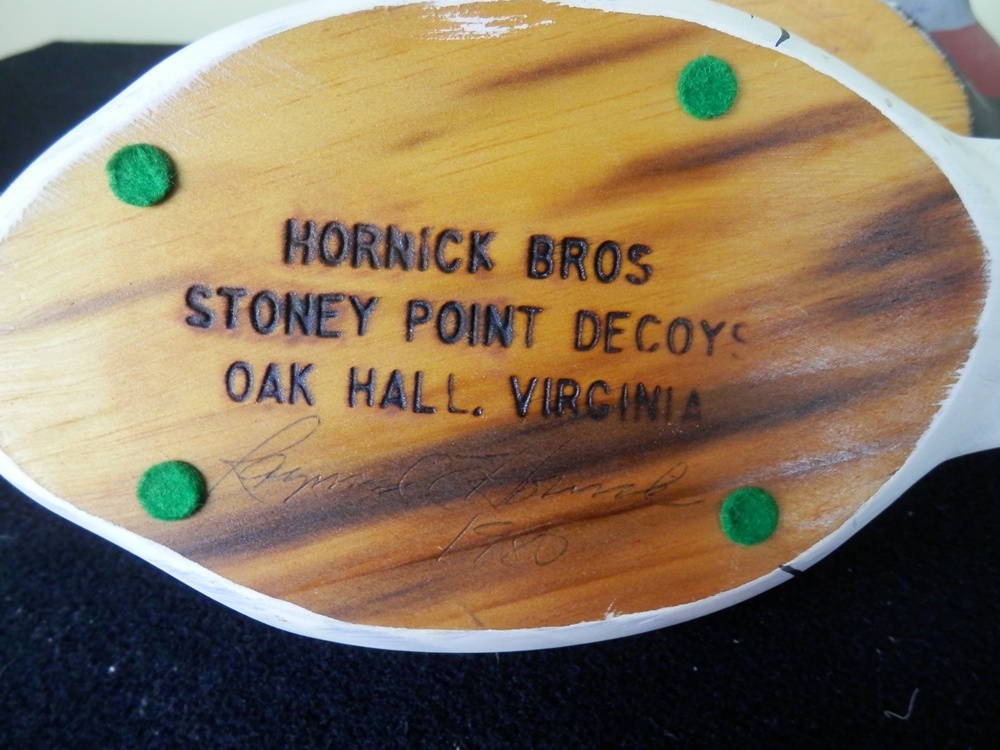 HORNICK BROS
STONEY POINT DECOYS
OAK HALL, VIRGINIA
1980